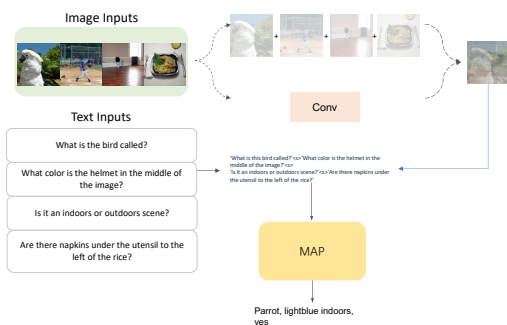 Image Inputs
+ + +
Conv
Text Inputs
What is the bird called?
What color is the helmet in the middle of
the image?
Is it an indoors or outdoors scene?
Are there napkins under the utensil to the
left of the rice?
'What is this bird called?'<s>'What color is the helmet in the
middle of the image?'<s>
'Is it an indoors or outdoors scene?'<s>'Are there napkins under
the utensil to the left of the rice?'
MAP
Parrot, lightblue indoors,
yes